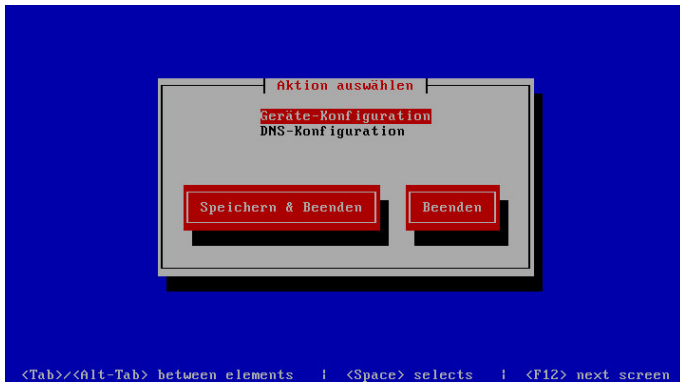 Aktion auswählen
Geräte-Konfiguration
DNS-Konfiguration
Speichern & Beenden
Beenden
<Tab>/<Alt-Tab> between elements | <Space> selects | <F12> next screen